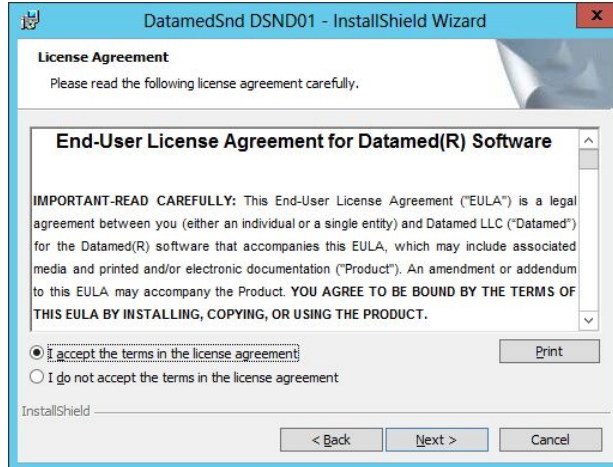 DatamedSnd DSND01 - InstallShield Wizard
x
License Agreement
Please read the following license agreement carefully.
End-User License Agreement for Datamed(R) Software
IMPORTANT-READ CAREFULLY: This End-User License Agreement ("EULA") is a legal
agreement between you (either an individual or a single entity) and Datamed LLC (“Datamed”)
for the Datamed(R) software that accompanies this EULA, which may include associated
media and printed and/or electronic documentation ("Product"). An amendment or addendum
to this EULA may accompany the Product. YOU AGREE TO BE BOUND BY THE TERMS OF
THIS EULA BY INSTALLING, COPYING, OR USING THE PRODUCT.
I accept the terms in the license agreement
Print
I do not accept the terms in the license agreement
InstallShield
< Back
Next >
Cancel